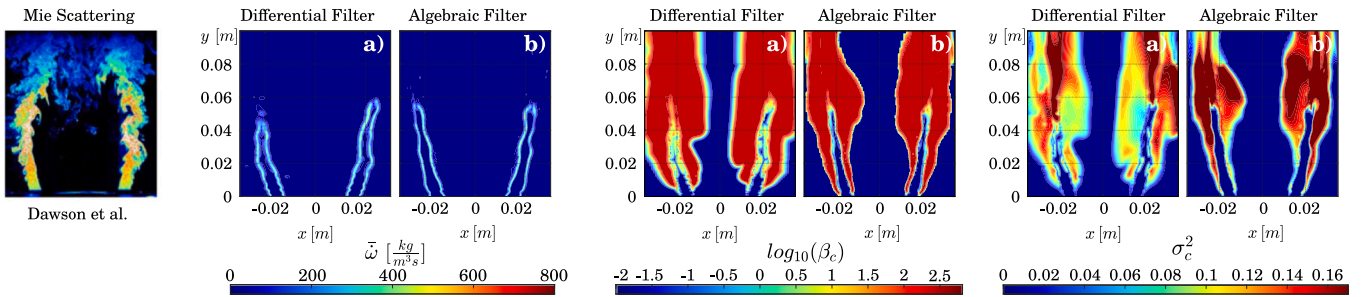 Mie Scattering
Dawson et al.
Differential Filter Algebraic Filter
y [m]
a) b)
0.08
0.06
0.04
0.02
0
-0.02 0 0.02 -0.02 0 0.02
x [m] x [m]
$\bar{\dot{\omega}}$ [kg/m³s]
0 200 400 600 800
Differential Filter Algebraic Filter
y [m]
a) b)
0.08
0.06
0.04
0.02
0
-0.02 0 0.02 -0.02 0 0.02
x [m] x [m]
log₁₀(β_c)
-2 -1.5 -1 -0.5 0 0.5 1 1.5 2 2.5
Differential Filter Algebraic Filter
y [m]
a) b)
0.08
0.06
0.04
0.02
0
-0.02 0 0.02 -0.02 0 0.02
x [m] x [m]
σ_c²
0 0.02 0.04 0.06 0.08 0.1 0.12 0.14 0.16